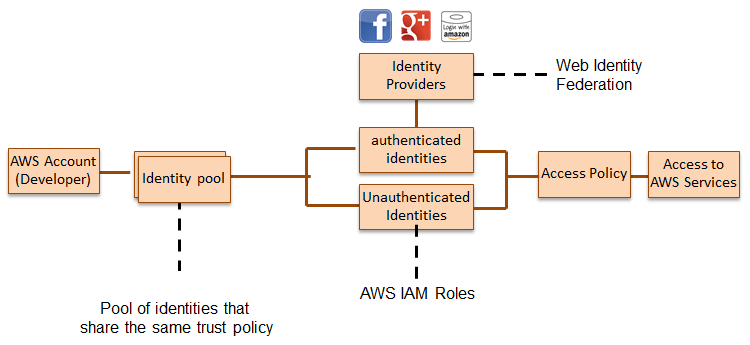 f
g+
Login with
amazon
Identity
Providers
Web Identity
Federation
authenticated
identities
AWS Account
(Developer)
Identity pool
Access Policy
Access to
AWS Services
Unauthenticated
Identities
AWS IAM Roles
Pool of identities that
share the same trust policy